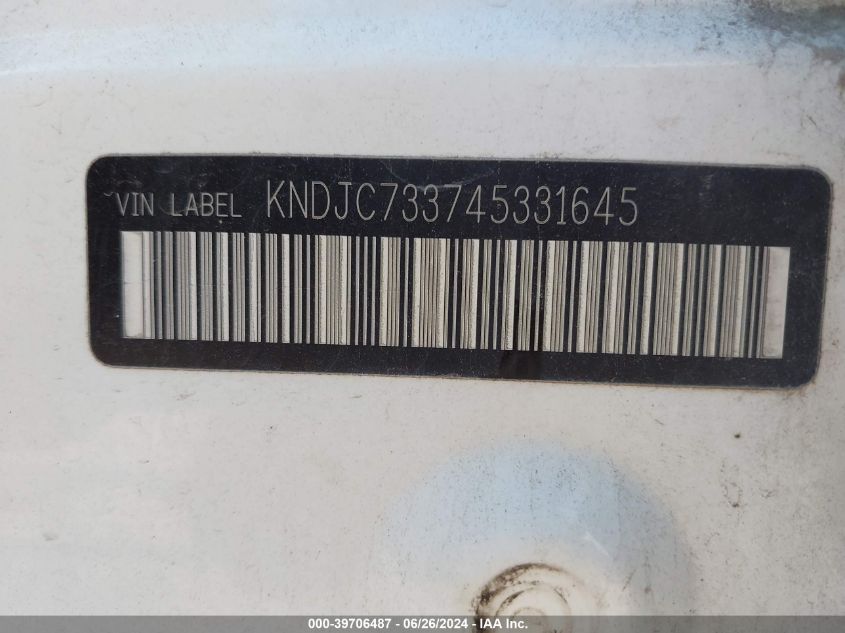 VIN LABEL KNDJC733745331645
000-39706487 - 06/26/2024 - IAA Inc.